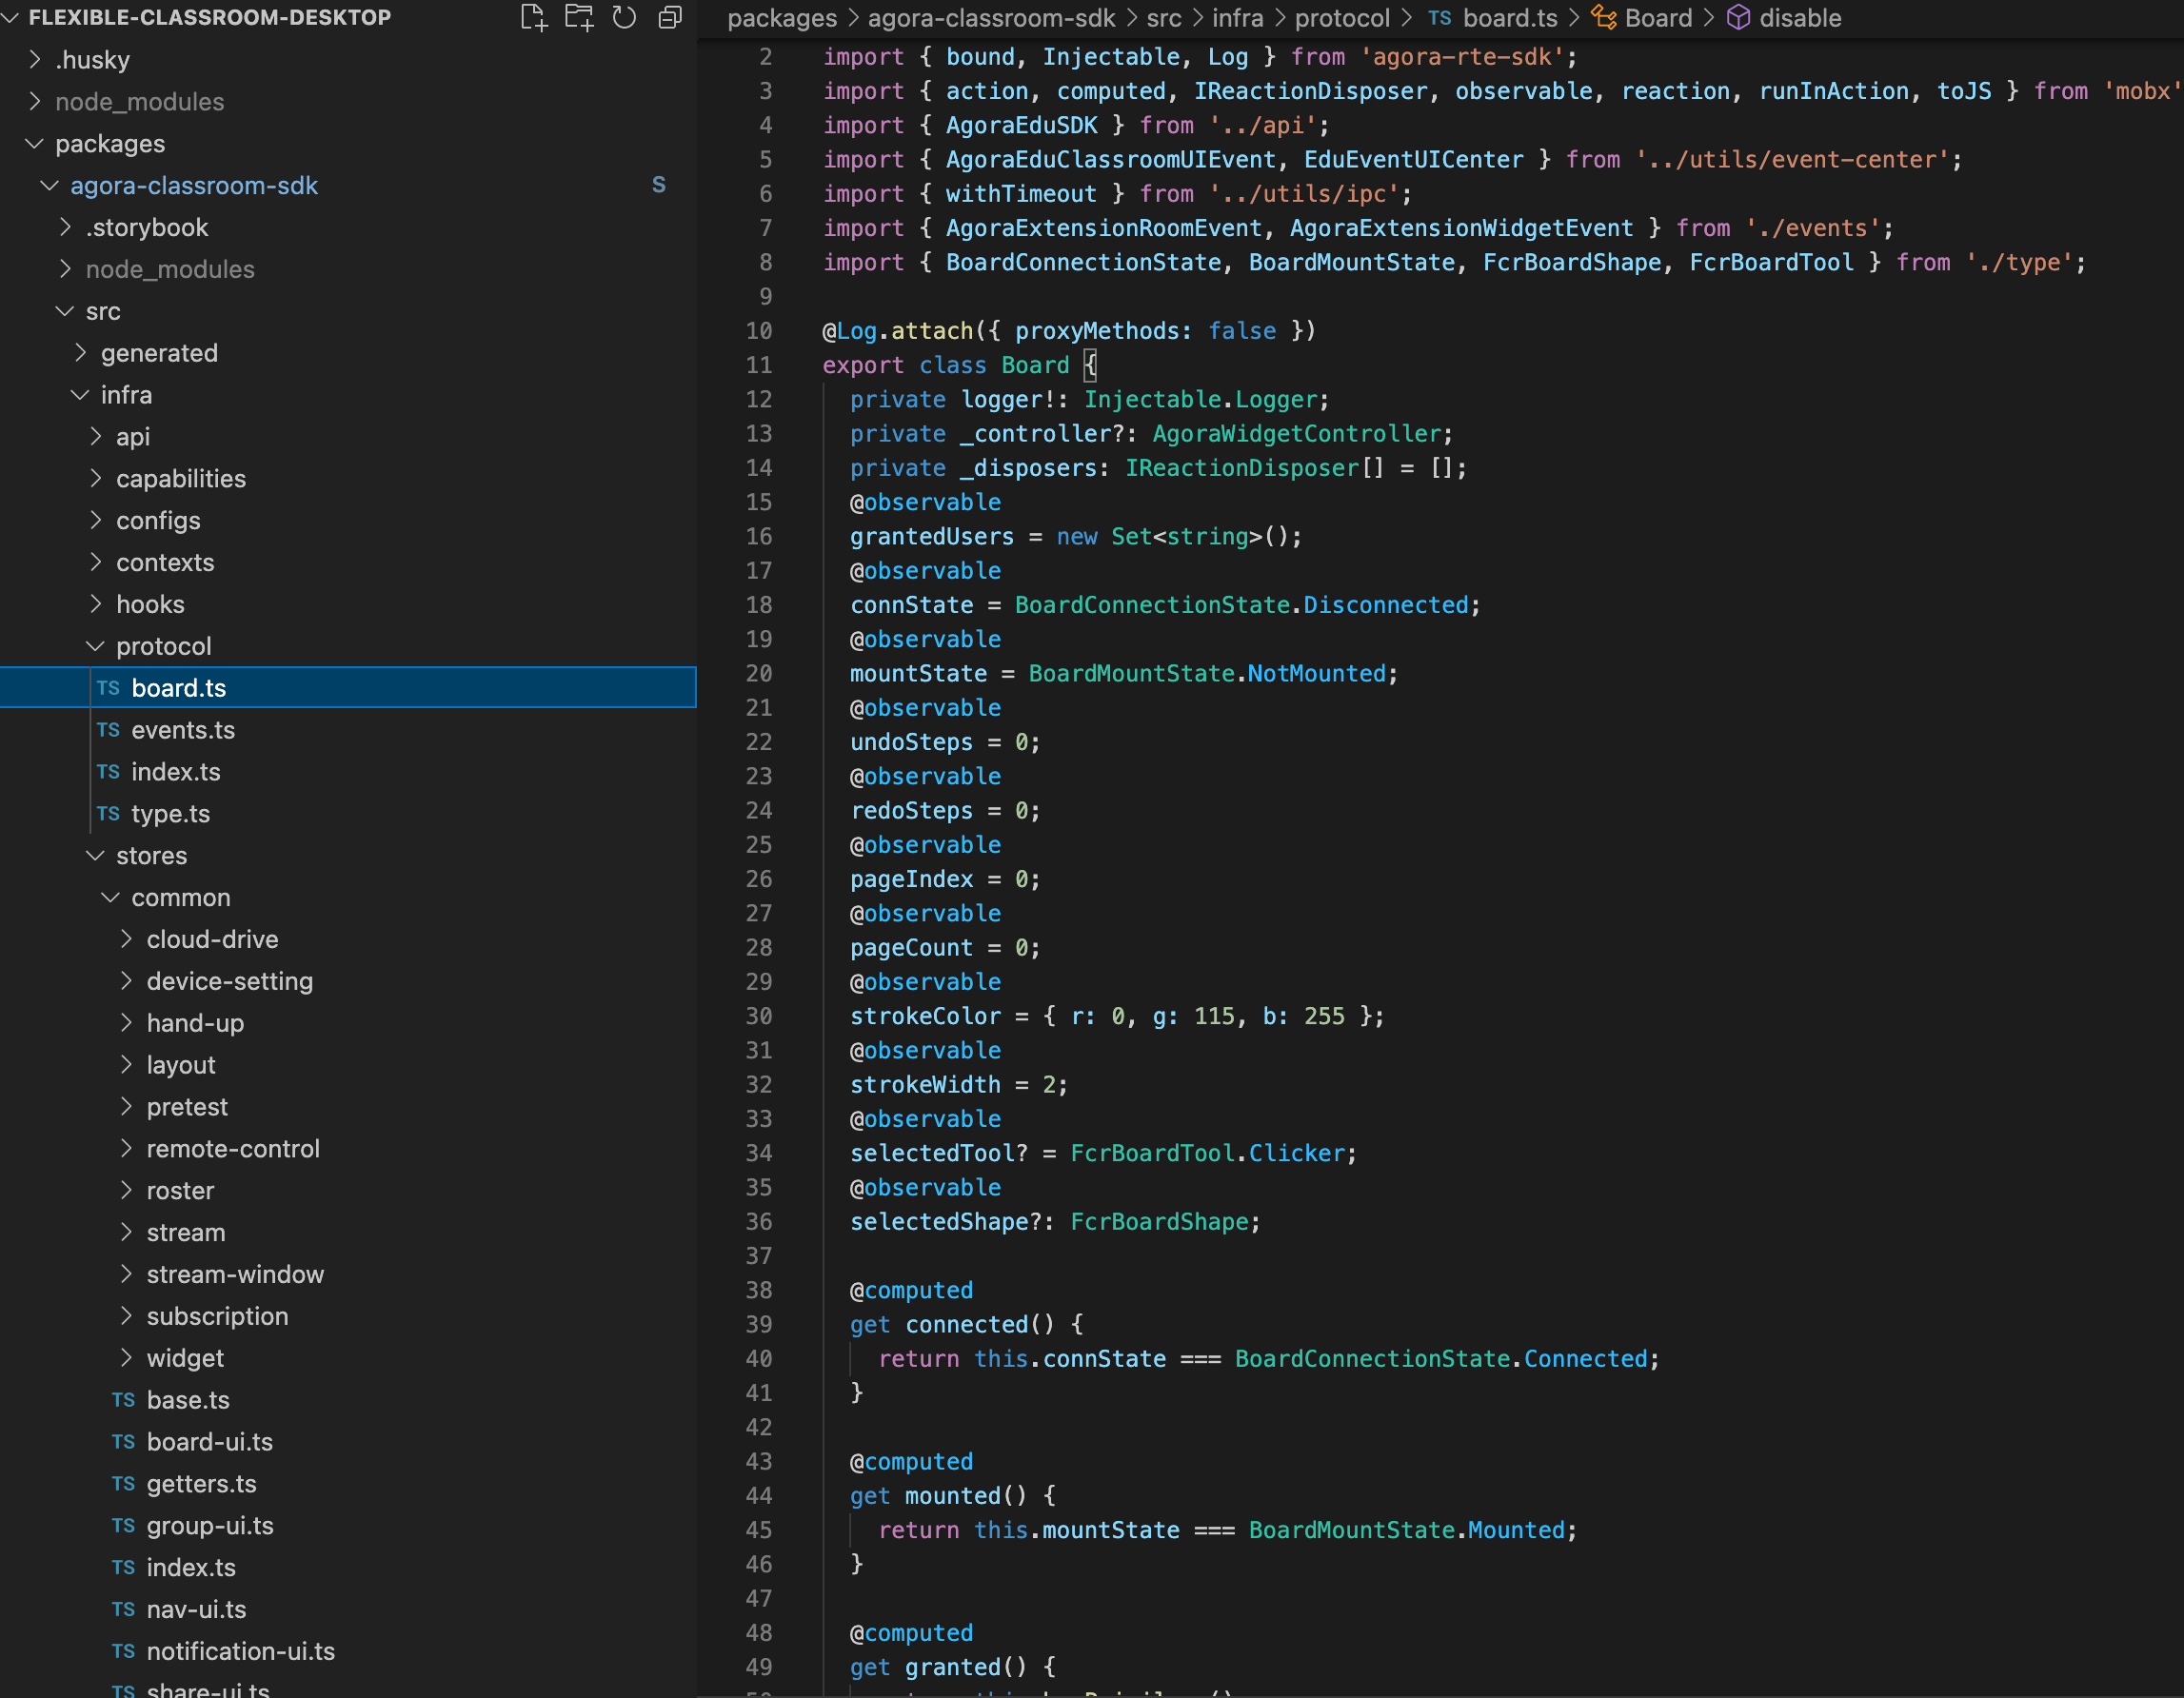 FLEXIBLE-CLASSROOM-DESKTOP
.husky
node_modules
packages
agora-classroom-sdk S
.storybook
node_modules
src
generated
infra
api
capabilities
configs
contexts
hooks
protocol
TS board.ts
TS events.ts
TS index.ts
TS type.ts
stores
common
cloud-drive
device-setting
hand-up
layout
pretest
remote-control
roster
stream
stream-window
subscription
widget
TS base.ts
TS board-ui.ts
TS getters.ts
TS group-ui.ts
TS index.ts
TS nav-ui.ts
TS notification-ui.ts
TS share-ui.ts
packages > agora-classroom-sdk > src > infra > protocol > TS board.ts > Board > disable
2 import { bound, Injectable, Log } from 'agora-rte-sdk';
3 import { action, computed, IReactionDisposer, observable, reaction, runInAction, toJS } from 'mobx'
4 import { AgoraEduSDK } from '../api';
5 import { AgoraEduClassroomUIEvent, EduEventUICenter } from '../utils/event-center';
6 import { withTimeout } from '../utils/ipc';
7 import { AgoraExtensionRoomEvent, AgoraExtensionWidgetEvent } from './events';
8 import { BoardConnectionState, BoardMountState, FcrBoardShape, FcrBoardTool } from './type';
9
10 @Log.attach({ proxyMethods: false })
11 export class Board {
12 private logger!: Injectable.Logger;
13 private _controller?: AgoraWidgetController;
14 private _disposers: IReactionDisposer[] = [];
15 @observable
16 grantedUsers = new Set<string>();
17 @observable
18 connState = BoardConnectionState.Disconnected;
19 @observable
20 mountState = BoardMountState.NotMounted;
21 @observable
22 undoSteps = 0;
23 @observable
24 redoSteps = 0;
25 @observable
26 pageIndex = 0;
27 @observable
28 pageCount = 0;
29 @observable
30 strokeColor = { r: 0, g: 115, b: 255 };
31 @observable
32 strokeWidth = 2;
33 @observable
34 selectedTool? = FcrBoardTool.Clicker;
35 @observable
36 selectedShape?: FcrBoardShape;
37
38 @computed
39 get connected() {
40 return this.connState === BoardConnectionState.Connected;
41 }
42
43 @computed
44 get mounted() {
45 return this.mountState === BoardMountState.Mounted;
46 }
47
48 @computed
49 get granted() {